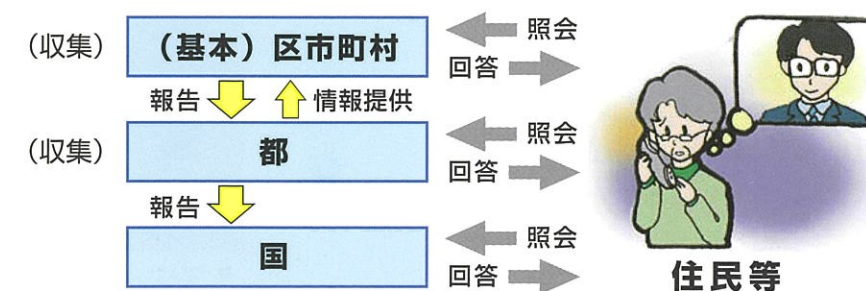 (収集)
(基本)区市町村
照会
回答
報告
情報提供
(収集)
都
照会
回答
報告
国
照会
回答
住民等